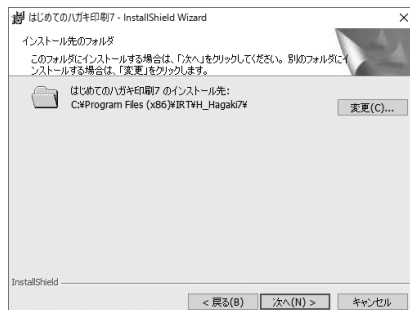 はじめてのハガキ印刷7 - InstallShield Wizard
インストール先のフォルダ
このフォルダにインストールする場合は、「次へ」をクリックしてください。別のフォルダにイ
ンストールする場合は、「変更」をクリックします。
はじめてのハガキ印刷7 のインストール先:
C:¥Program Files (x86)¥IRT¥H_Hagaki7¥
変更(C)...
InstallShield
< 戻る(B)
次へ(N) >
キャンセル